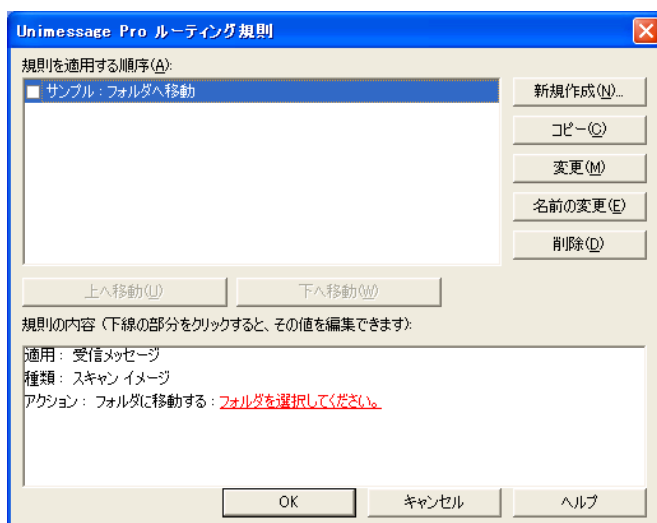 Unimessage Pro ルーティング規則
規則を適用する順序(A):
サンプル : フォルダへ移動
新規作成(N)...
コピー(C)
変更(M)
名前の変更(E)
削除(D)
上へ移動(U)
下へ移動(W)
規則の内容 (下線の部分をクリックすると、その値を編集できます):
適用 : 受信メッセージ
種類 : スキャン イメージ
アクション : フォルダに移動する : フォルダを選択してください。
OK
キャンセル
ヘルプ